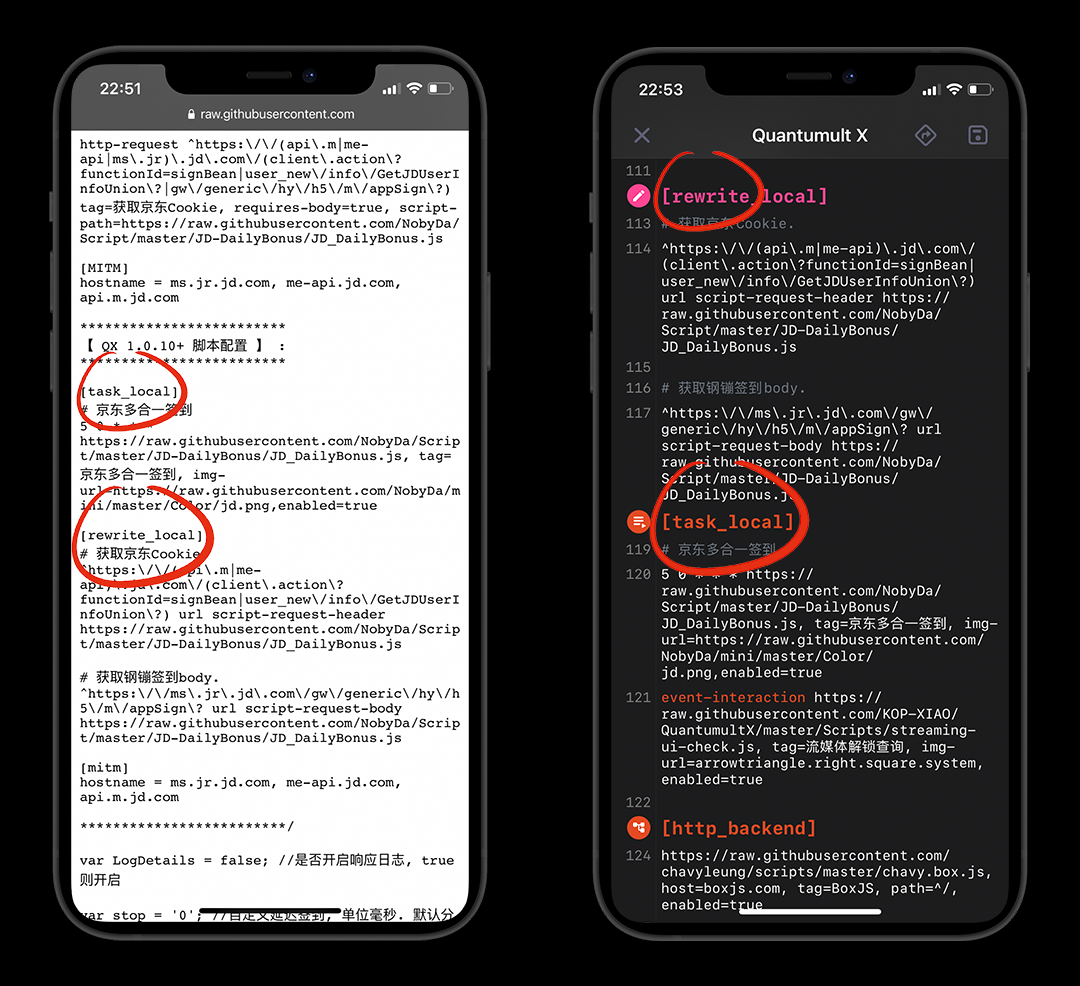 22:51
raw.githubusercontent.com
http-request ^https:\/\/(api\.m|me-
api|ms\.jr)\.jd\.com\/(client\.action\?
functionId=signBean|user_new\/info\/GetJDUserI
nfoUnion\?|gw\/generic\/hy\/h5\/m\/appSign\?)
tag=获取京东Cookie, requires-body=true, script-
path=https://raw.githubusercontent.com/NobyDa/
Script/master/JD-DailyBonus/JD_DailyBonus.js
[MITM]
hostname = ms.jr.jd.com, me-api.jd.com,
api.m.jd.com
*************************
【 QX 1.0.10+ 脚本配置 】 :
*************************
[task_local]
# 京东多合一签到
5 0 * * *
https://raw.githubusercontent.com/NobyDa/Scrip
t/master/JD-DailyBonus/JD_DailyBonus.js, tag=
京东多合一签到, img-
url=https://raw.githubusercontent.com/NobyDa/m
ini/master/Color/jd.png,enabled=true
[rewrite_local]
# 获取京东Cookie
^https:\/\/(api\.m|me-
api)\.jd\.com\/(client\.action\?
functionId=signBean|user_new\/info\/GetJDUserI
nfoUnion\?) url script-request-header
https://raw.githubusercontent.com/NobyDa/Scrip
t/master/JD-DailyBonus/JD_DailyBonus.js
# 获取钢镚签到body.
^https:\/\/ms\.jr\.jd\.com\/gw\/generic\/hy\/h
5\/m\/appSign\? url script-request-body
https://raw.githubusercontent.com/NobyDa/Scrip
t/master/JD-DailyBonus/JD_DailyBonus.js
[mitm]
hostname = ms.jr.jd.com, me-api.jd.com,
api.m.jd.com
*************************/
var LogDetails = false; //是否开启响应日志, true
则开启
var stop = '0'; //自定义延迟签到, 单位毫秒. 默认分
22:53
Quantumult X
111
[rewrite_local]
113 # 获取京东Cookie.
114 ^https:\/\/(api\.m|me-api)\.jd\.com\/
(client\.action\?functionId=signBean|
user_new\/info\/GetJDUserInfoUnion\?)
url script-request-header https://
raw.githubusercontent.com/NobyDa/
Script/master/JD-DailyBonus/
JD_DailyBonus.js
115
116 # 获取钢镚签到body.
117 ^https:\/\/ms\.jr\.jd\.com\/gw\/
generic\/hy\/h5\/m\/appSign\? url
script-request-body https://
raw.githubusercontent.com/NobyDa/
Script/master/JD-DailyBonus/
JD_DailyBonus.js
[task_local]
119 # 京东多合一签到
120 5 0 * * * https://
raw.githubusercontent.com/NobyDa/
Script/master/JD-DailyBonus/
JD_DailyBonus.js, tag=京东多合一签到, img-
url=https://raw.githubusercontent.com/
NobyDa/mini/master/Color/
jd.png,enabled=true
121 event-interaction https://
raw.githubusercontent.com/KOP-XIAO/
QuantumultX/master/Scripts/streaming-
ui-check.js, tag=流媒体解锁查询, img-
url=arrowtriangle.right.square.system,
enabled=true
122
[http_backend]
124 https://raw.githubusercontent.com/
chavyleung/scripts/master/chavy.box.js,
host=boxjs.com, tag=BoxJS, path=^/,
enabled=true